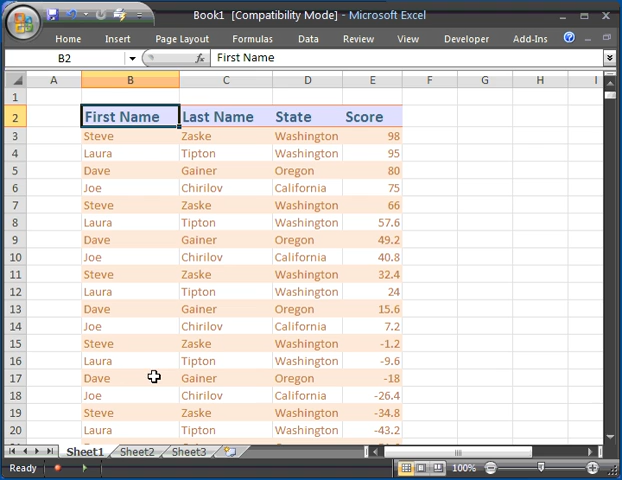 Book1 [Compatibility Mode] - Microsoft Excel
Home Insert Page Layout Formulas Data Review View Developer Add-Ins
B2 fx First Name
A B C D E F G H I
1
2 First Name Last Name State Score
3 Steve Zaske Washington 98
4 Laura Tipton Washington 95
5 Dave Gainer Oregon 80
6 Joe Chirilov California 75
7 Steve Zaske Washington 66
8 Laura Tipton Washington 57.6
9 Dave Gainer Oregon 49.2
10 Joe Chirilov California 40.8
11 Steve Zaske Washington 32.4
12 Laura Tipton Washington 24
13 Dave Gainer Oregon 15.6
14 Joe Chirilov California 7.2
15 Steve Zaske Washington -1.2
16 Laura Tipton Washington -9.6
17 Dave Gainer Oregon -18
18 Joe Chirilov California -26.4
19 Steve Zaske Washington -34.8
20 Laura Tipton Washington -43.2
Sheet1 Sheet2 Sheet3
Ready 100%